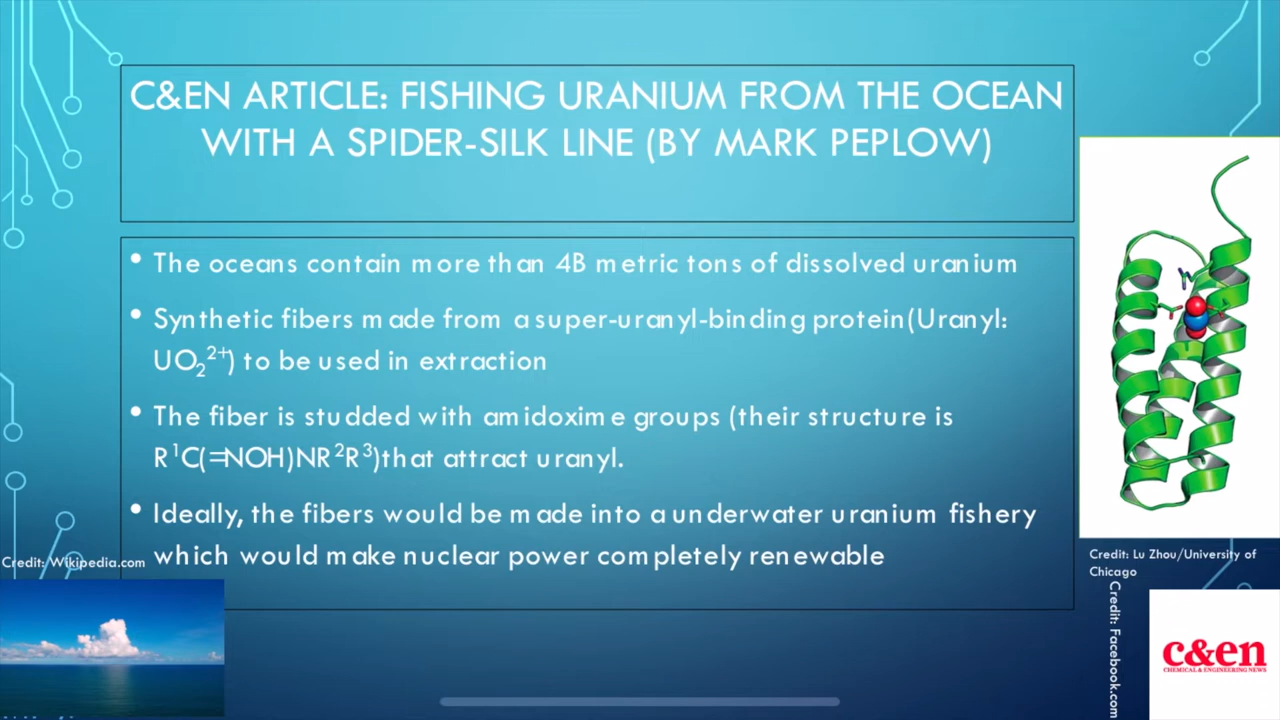 C&EN ARTICLE: FISHING URANIUM FROM THE OCEAN
WITH A SPIDER-SILK LINE (BY MARK PEPLOW)
• The oceans contain more than 4B metric tons of dissolved uranium
• Synthetic fibers made from a super-uranyl-binding protein(Uranyl:
UO₂²⁺) to be used in extraction
• The fiber is studded with amidoxime groups (their structure is
R¹C(=NOH)NR²R³)that attract uranyl.
• Ideally, the fibers would be made into a underwater uranium fishery
which would make nuclear power completely renewable
Credit: Wikipedia.com
Credit: Lu Zhou/University of
Chicago
Credit: Facebook.com
c&en
CHEMICAL & ENGINEERING NEWS